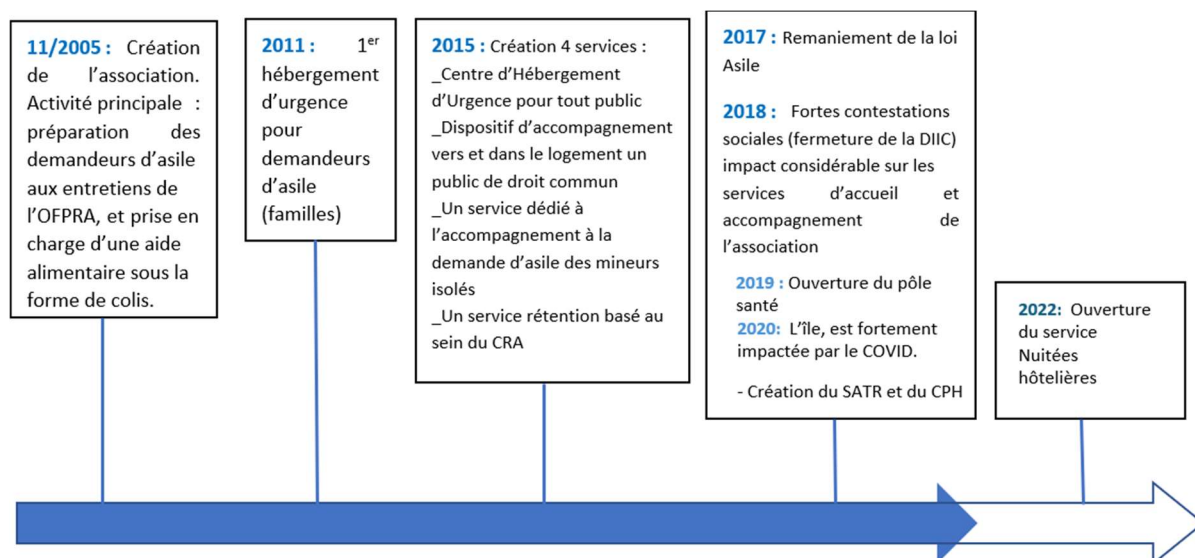 11/2005 : Création
de l’association.
Activité principale :
préparation des
demandeurs d’asile
aux entretiens de
l’OFPRA, et prise en
charge d’une aide
alimentaire sous la
forme de colis.
2011 : 1er
hébergement
d’urgence
pour
demandeurs
d’asile
(familles)
2015 : Création 4 services :
_Centre d’Hébergement
d’Urgence pour tout public
_Dispositif d’accompagnement
vers et dans le logement un
public de droit commun
_Un service dédié à
l’accompagnement à la
demande d’asile des mineurs
isolés
_Un service rétention basé au
sein du CRA
2017 : Remaniement de la loi
Asile
2018 : Fortes contestations
sociales (fermeture de la DIIC)
impact considérable sur les
services d’accueil et
accompagnement de
l’association
2019 : Ouverture du pôle
santé
2020: L’île, est fortement
impactée par le COVID.
- Création du SATR et du CPH
2022: Ouverture
du service
Nuitées
hôtelières